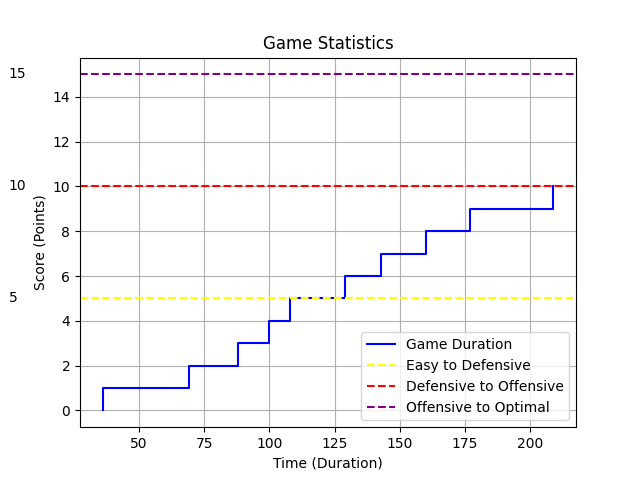 Game Statistics
15
14
12
10
10
8
6
5
4
2
0
Score (Points)
50 75 100 125 150 175 200
Time (Duration)
Game Duration
Easy to Defensive
Defensive to Offensive
Offensive to Optimal